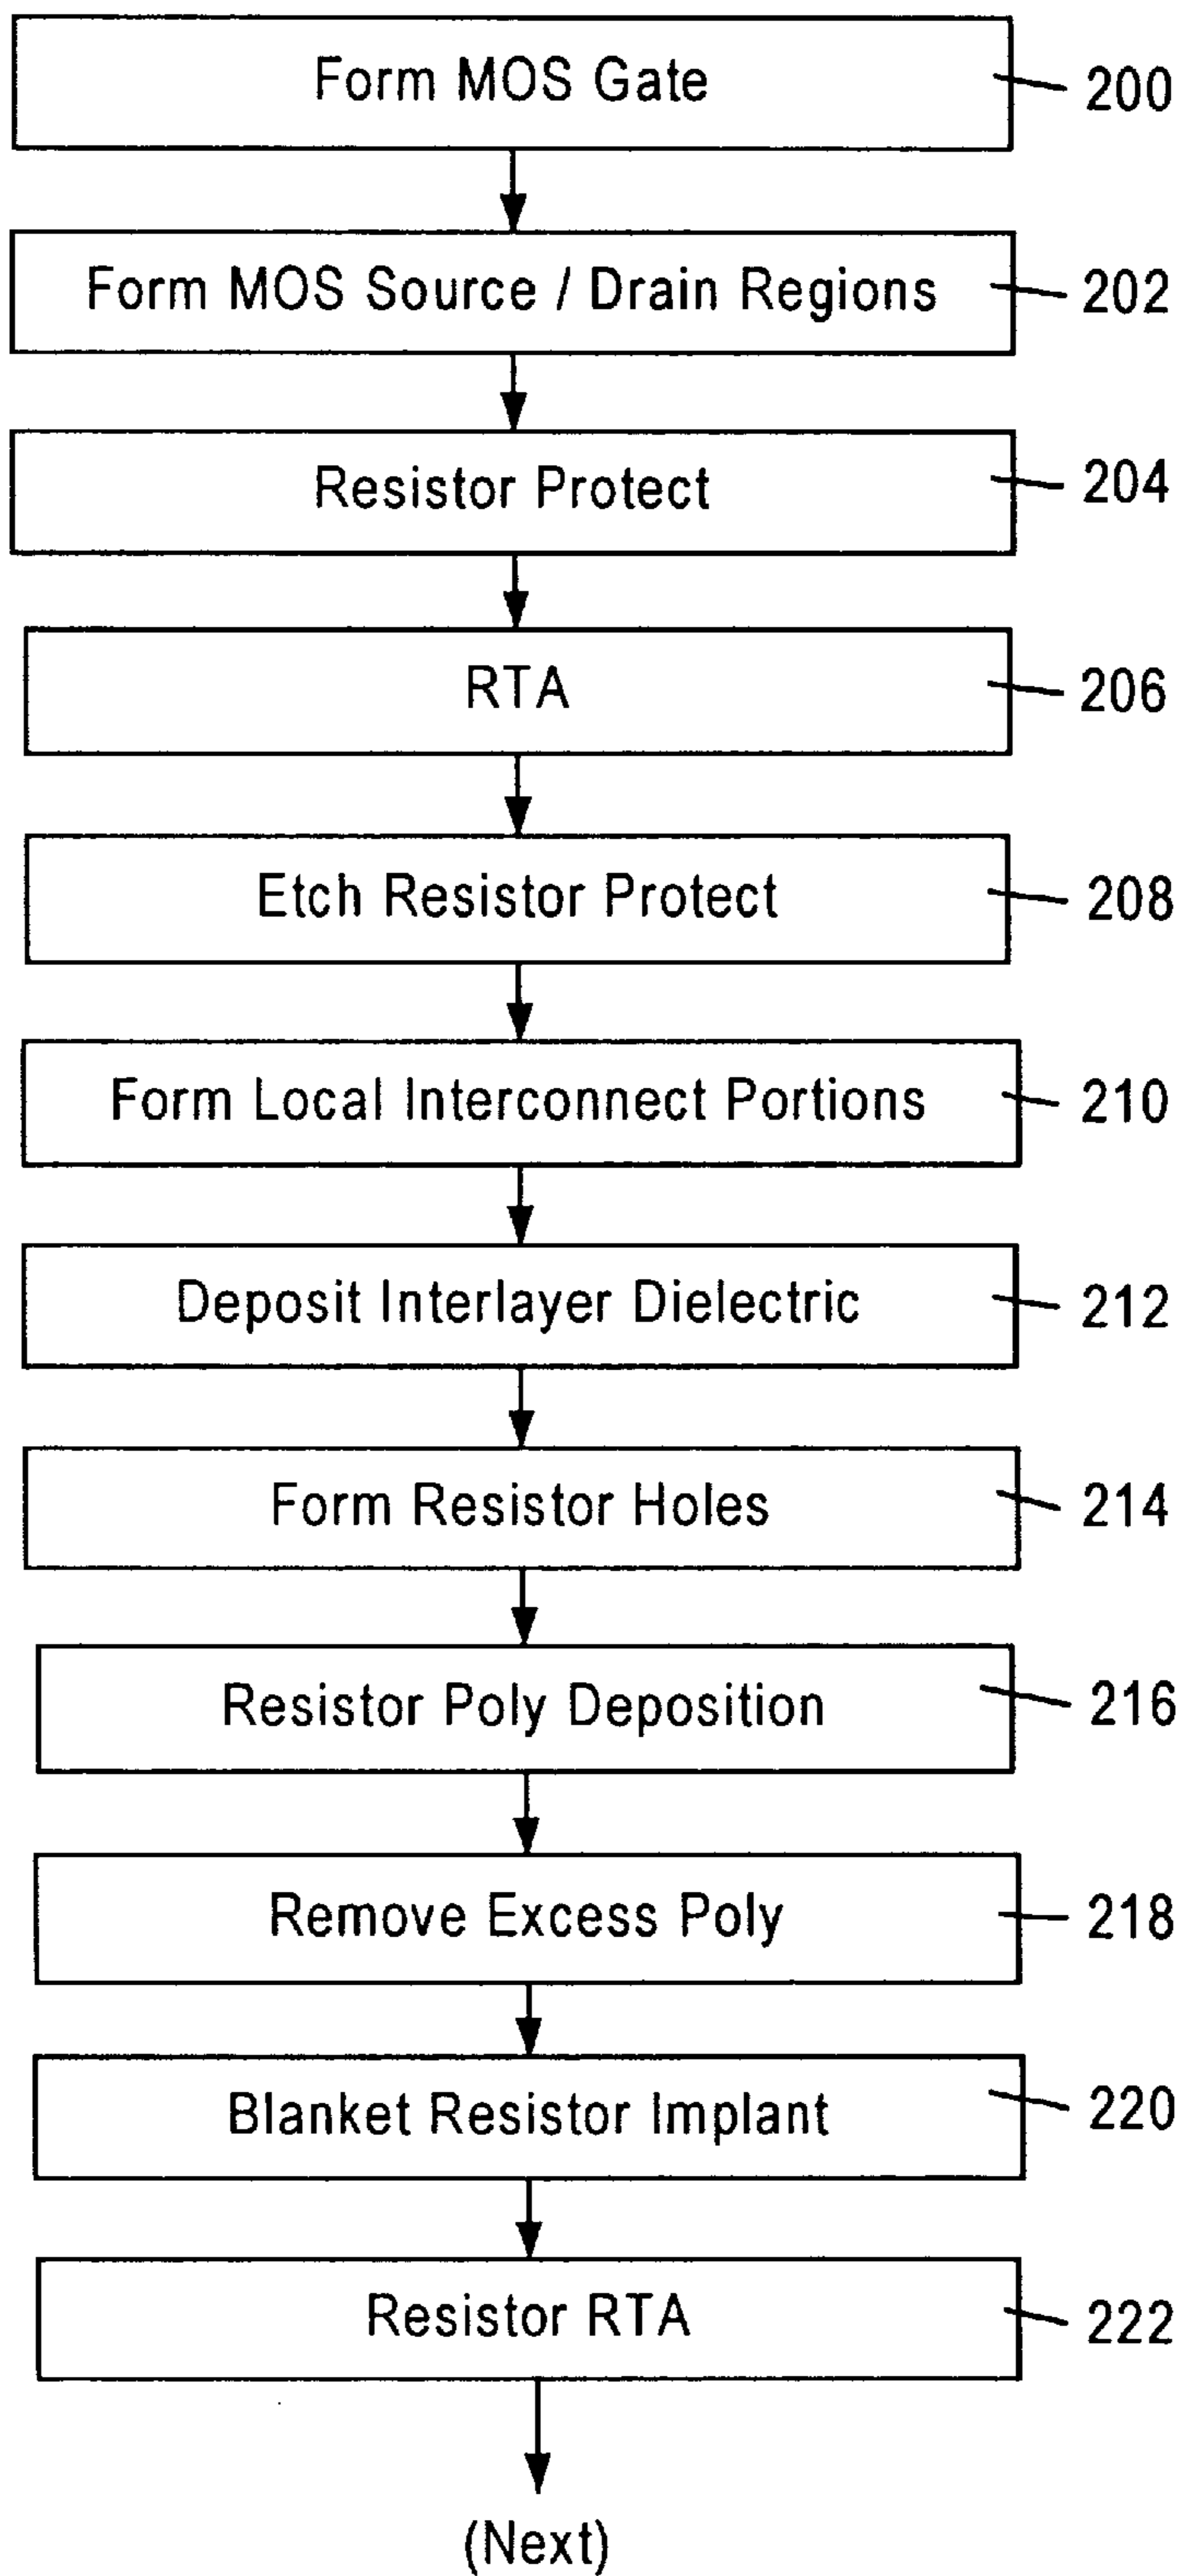 Form MOS Gate 200
Form MOS Source / Drain Regions 202
Resistor Protect 204
RTA 206
Etch Resistor Protect 208
Form Local Interconnect Portions 210
Deposit Interlayer Dielectric 212
Form Resistor Holes 214
Resistor Poly Deposition 216
Remove Excess Poly 218
Blanket Resistor Implant 220
Resistor RTA 222
(Next)